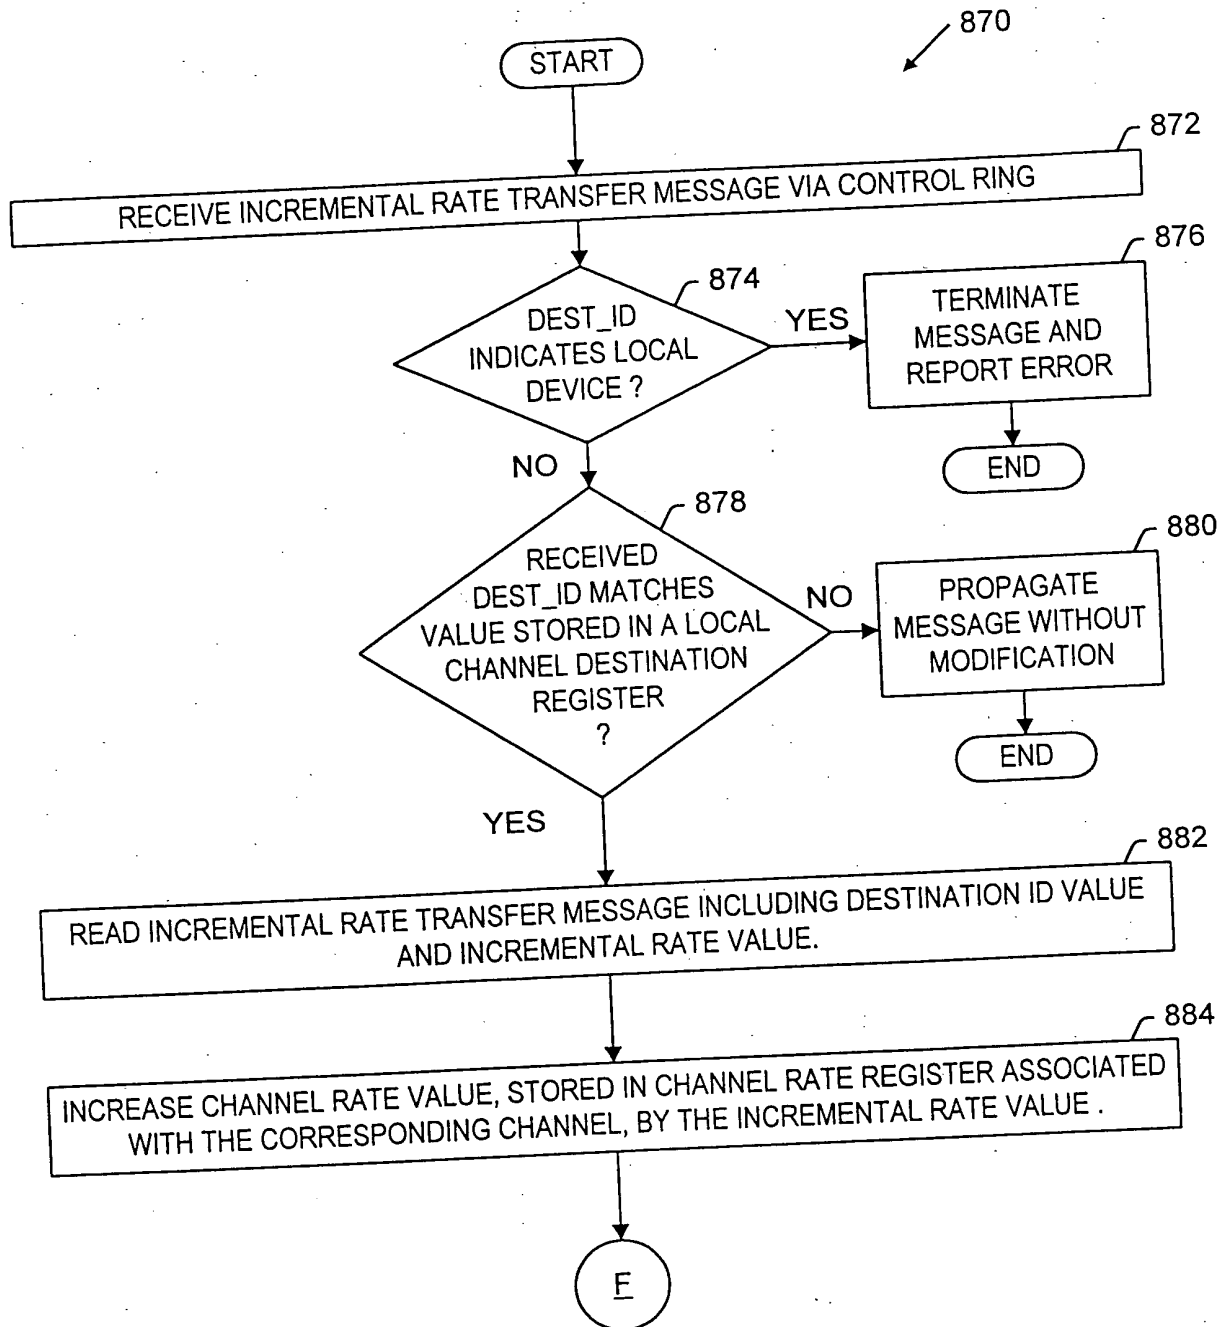 870
START
872
RECEIVE INCREMENTAL RATE TRANSFER MESSAGE VIA CONTROL RING
874
DEST_ID
INDICATES LOCAL
DEVICE ?
YES
876
TERMINATE
MESSAGE AND
REPORT ERROR
END
NO
878
RECEIVED
DEST_ID MATCHES
VALUE STORED IN A LOCAL
CHANNEL DESTINATION
REGISTER
?
NO
880
PROPAGATE
MESSAGE WITHOUT
MODIFICATION
END
YES
882
READ INCREMENTAL RATE TRANSFER MESSAGE INCLUDING DESTINATION ID VALUE
AND INCREMENTAL RATE VALUE.
884
INCREASE CHANNEL RATE VALUE, STORED IN CHANNEL RATE REGISTER ASSOCIATED
WITH THE CORRESPONDING CHANNEL, BY THE INCREMENTAL RATE VALUE .
F